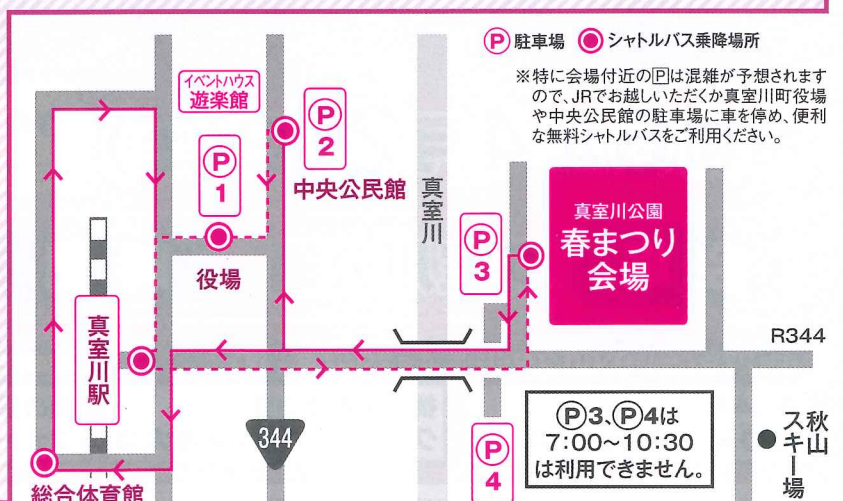 Ⓟ駐車場 ◉シャトルバス乗降場所
※特に会場付近の🄿は混雑が予想されます
ので、JRでお越しいただくか真室川町役場
や中央公民館の駐車場に車を停め、便利
な無料シャトルバスをご利用ください。
イベントハウス
遊楽館
Ⓟ
1
Ⓟ
2
中央公民館
役場
真室川
Ⓟ
3
真室川公園
春まつり
会場
R344
真室川駅
344
Ⓟ3、Ⓟ4は
7:00〜10:30
は利用できません。
Ⓟ
4
秋山
スキー場
総合体育館